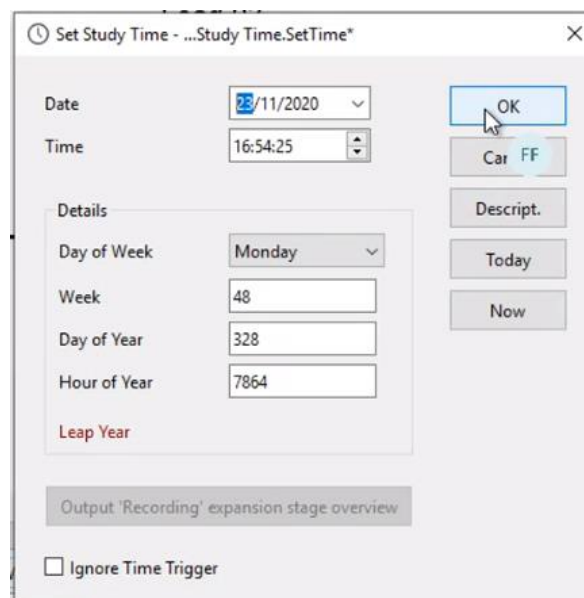 Set Study Time - ...Study Time.SetTime*
Date
23/11/2020
OK
Time
16:54:25
Can
FF
Details
Descript.
Day of Week
Monday
Today
Week
48
Now
Day of Year
328
Hour of Year
7864
Leap Year
Output 'Recording' expansion stage overview
Ignore Time Trigger